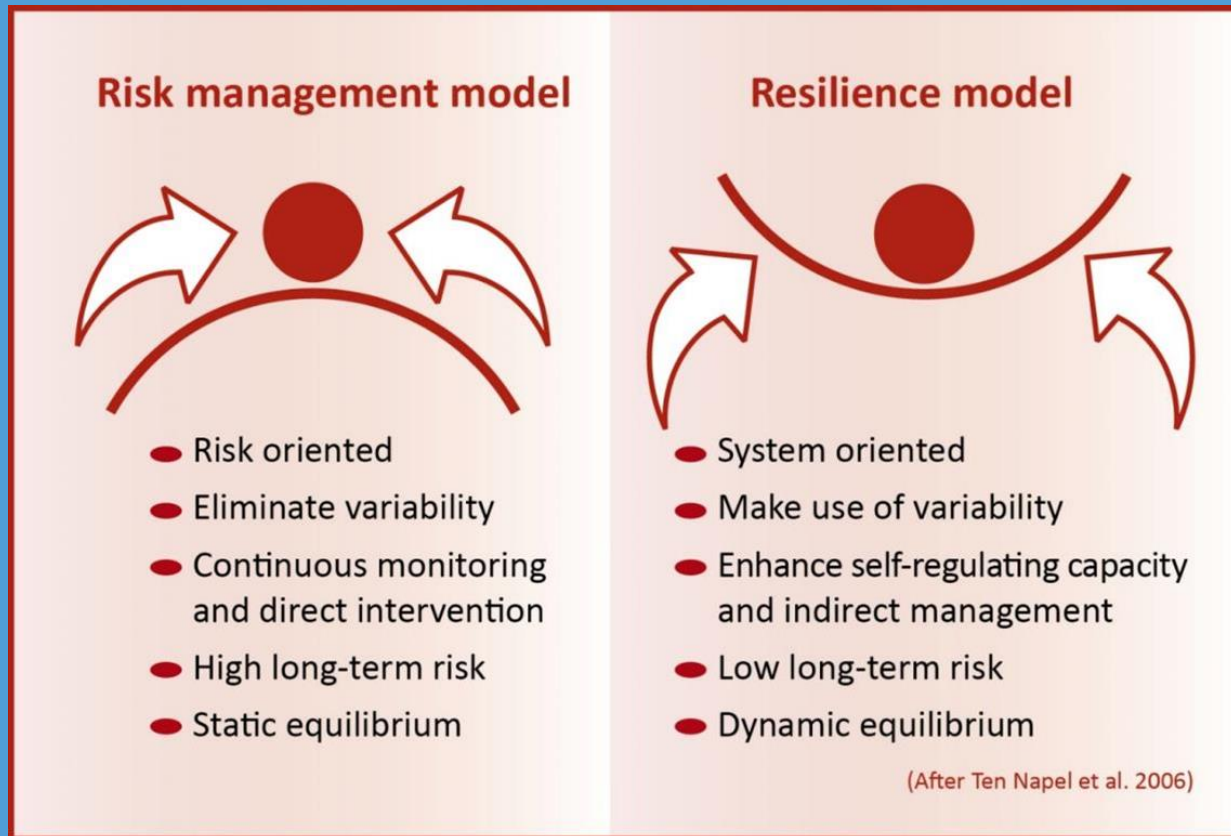 Risk management model
Risk oriented
Eliminate variability
Continuous monitoring
and direct intervention
High long-term risk
Static equilibrium
Resilience model
System oriented
Make use of variability
Enhance self-regulating capacity
and indirect management
Low long-term risk
Dynamic equilibrium
(After Ten Napel et al. 2006)